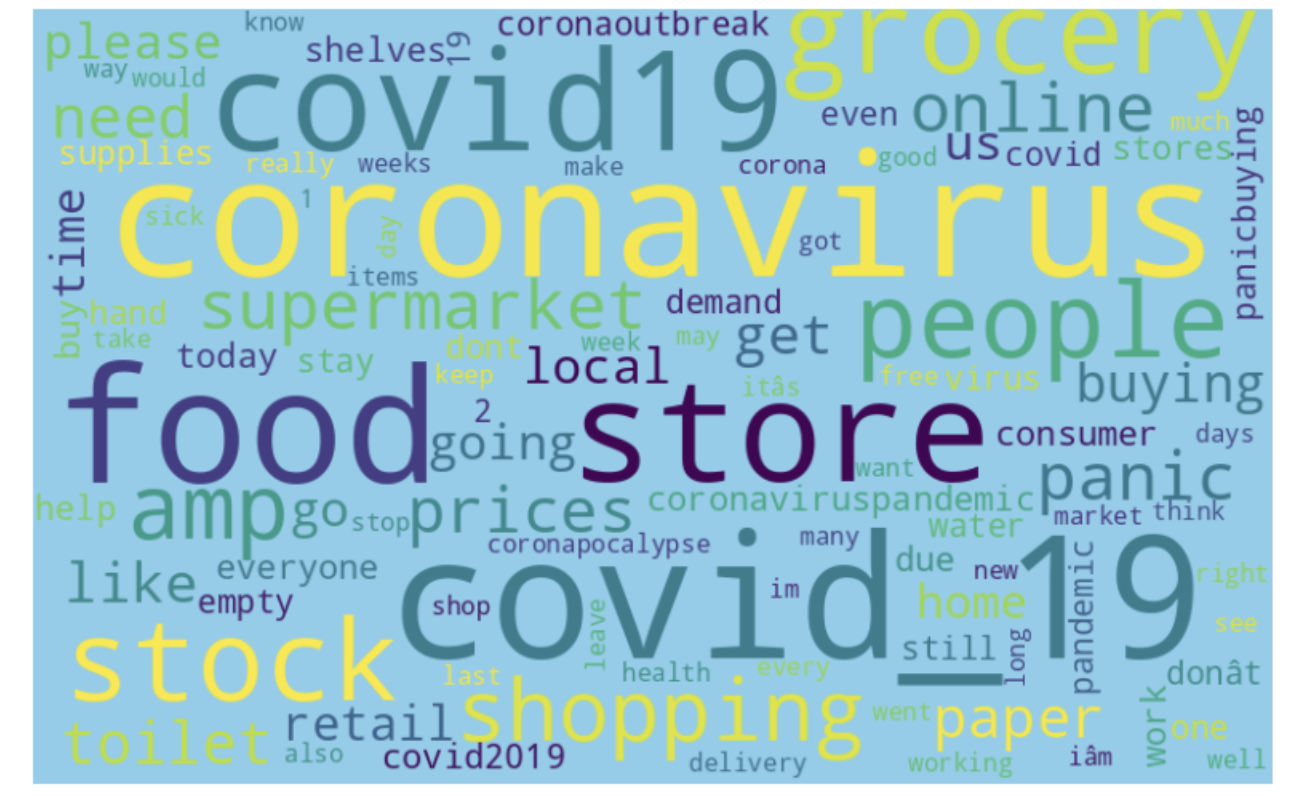 know
coronaoutbreak
grocery
please
shelves
19
way
would
covid19
need
even
online
much
us
covid
stores
panicbuying
supplies
really
weeks
make
corona
good
coronavirus
time
sick
1
day
got
items
supermarket
demand
people
buy
hand
take
today
stay
dont
week
may
get
local
keep
itâs
free
virus
buying
food
2
going
store
consumer
days
want
panic
help
amp
go
stop
prices
coronaviruspandemic
water
market
think
coronapocalypse
many
covid_19
due
new
pandemic
right
like
everyone
empty
shop
im
home
see
stock
leave
still
long
last
health
every
donât
toilet
retail
shopping
went
paper
work
one
also
covid2019
delivery
working
iâm
well